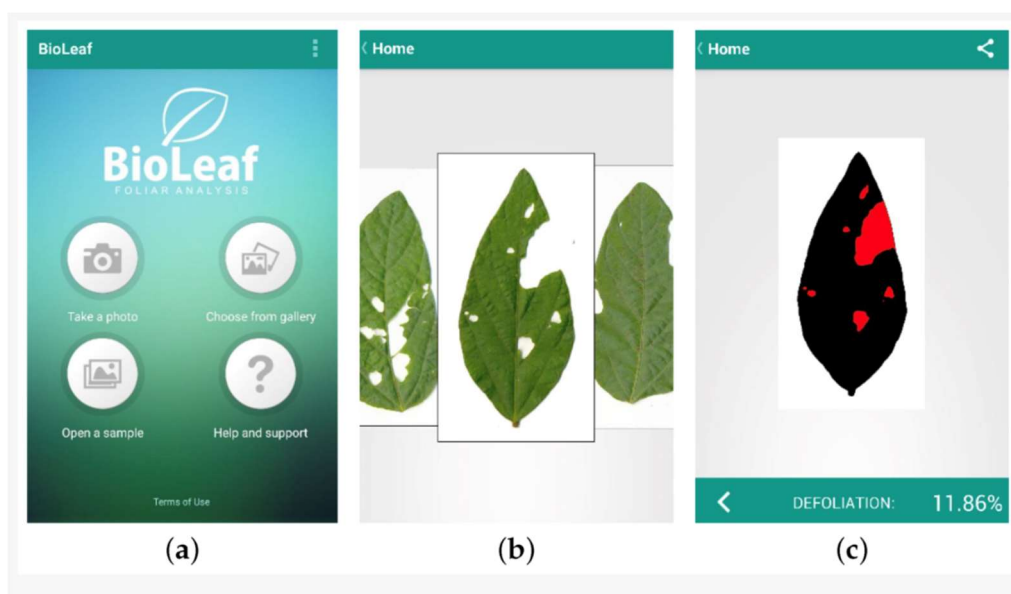 BioLeaf
BioLeaf
FOLIAR ANALYSIS
Take a photo
Choose from gallery
Open a sample
Help and support
Terms of Use
(a)
Home
(b)
Home
DEFOLIATION: 11.86%
(c)